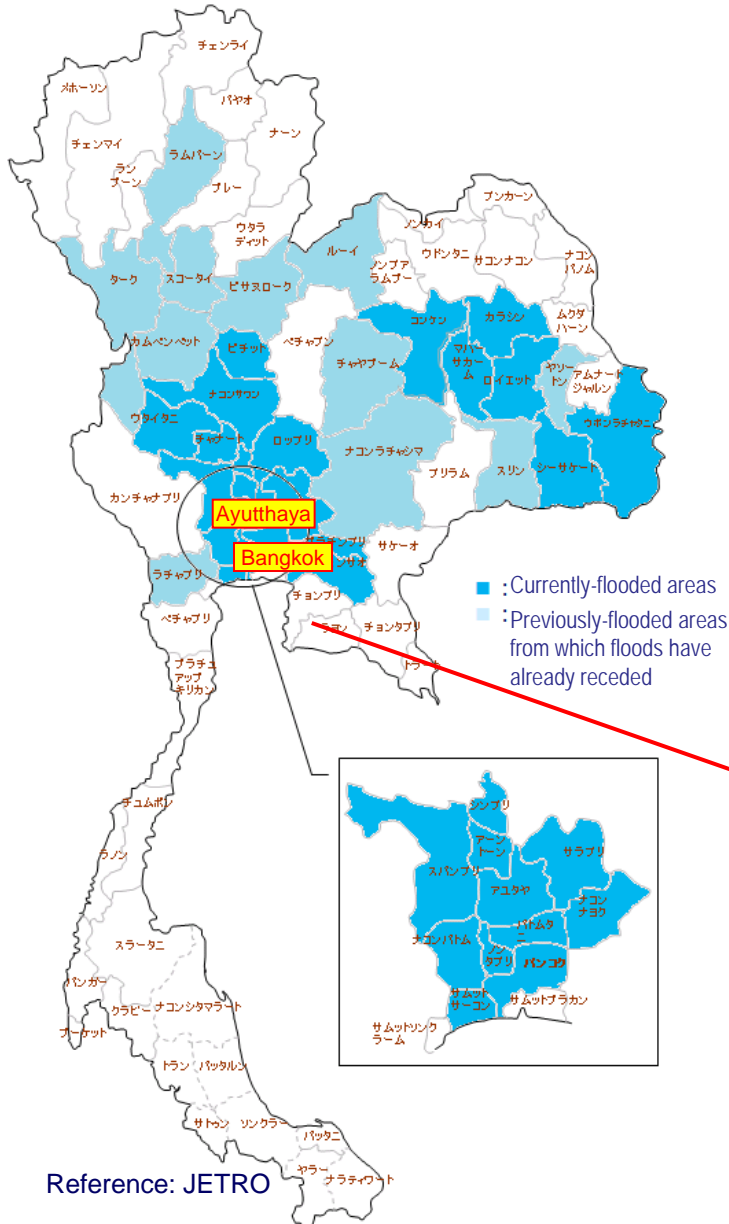 チェンライ
メホーソン
パヤオ
チェンマイ
ナーン
ラムパーン
ラン
プーン
プレー
ウタラ
ディット
ブンカーン
ノンカイ
ルーイ
ウドンタニ
サコンナコン
ナコン
パノム
ノンブア
ラムプー
ターク
スコータイ
ピサヌローク
ムクダ
ハーン
コンケン
カラシン
カムペンペット
ピチット
ペチャブン
チャヤプーム
マハー
サカーム
ロイエット
ヤソー
トン
アムナート
ジャルン
ナコンサワン
ウタイタニ
チャナート
ロッブリ
ウボンラチャタニ
ナコンラチャシマ
ブリラム
スリン
シーサケート
カンチャナブリ
Ayutthaya
Bangkok
サケーオ
ラチャブリ
チョンブリ
ペチャブリ
チョンタブリ
プラチュ
アップ
キリカン
■ : Currently-flooded areas
■ : Previously-flooded areas
from which floods have
already receded
チュムポン
ラノン
スラータニ
パンガー
クラビー
ナコンシタマラート
プーケット
トラン
パッタルン
サトゥン
ソンクラー
パッタニ
ヤラー
ナラティワート
シンブリ
アーン
トーン
スパンブリ
サラブリ
アユタヤ
ナコン
ナヨク
パトムタ
ニ
ナコンパトム
ノン
タブリ
バンコク
サムット
サーコン
サムットプラカン
サムットソンク
ラーム
Reference: JETRO